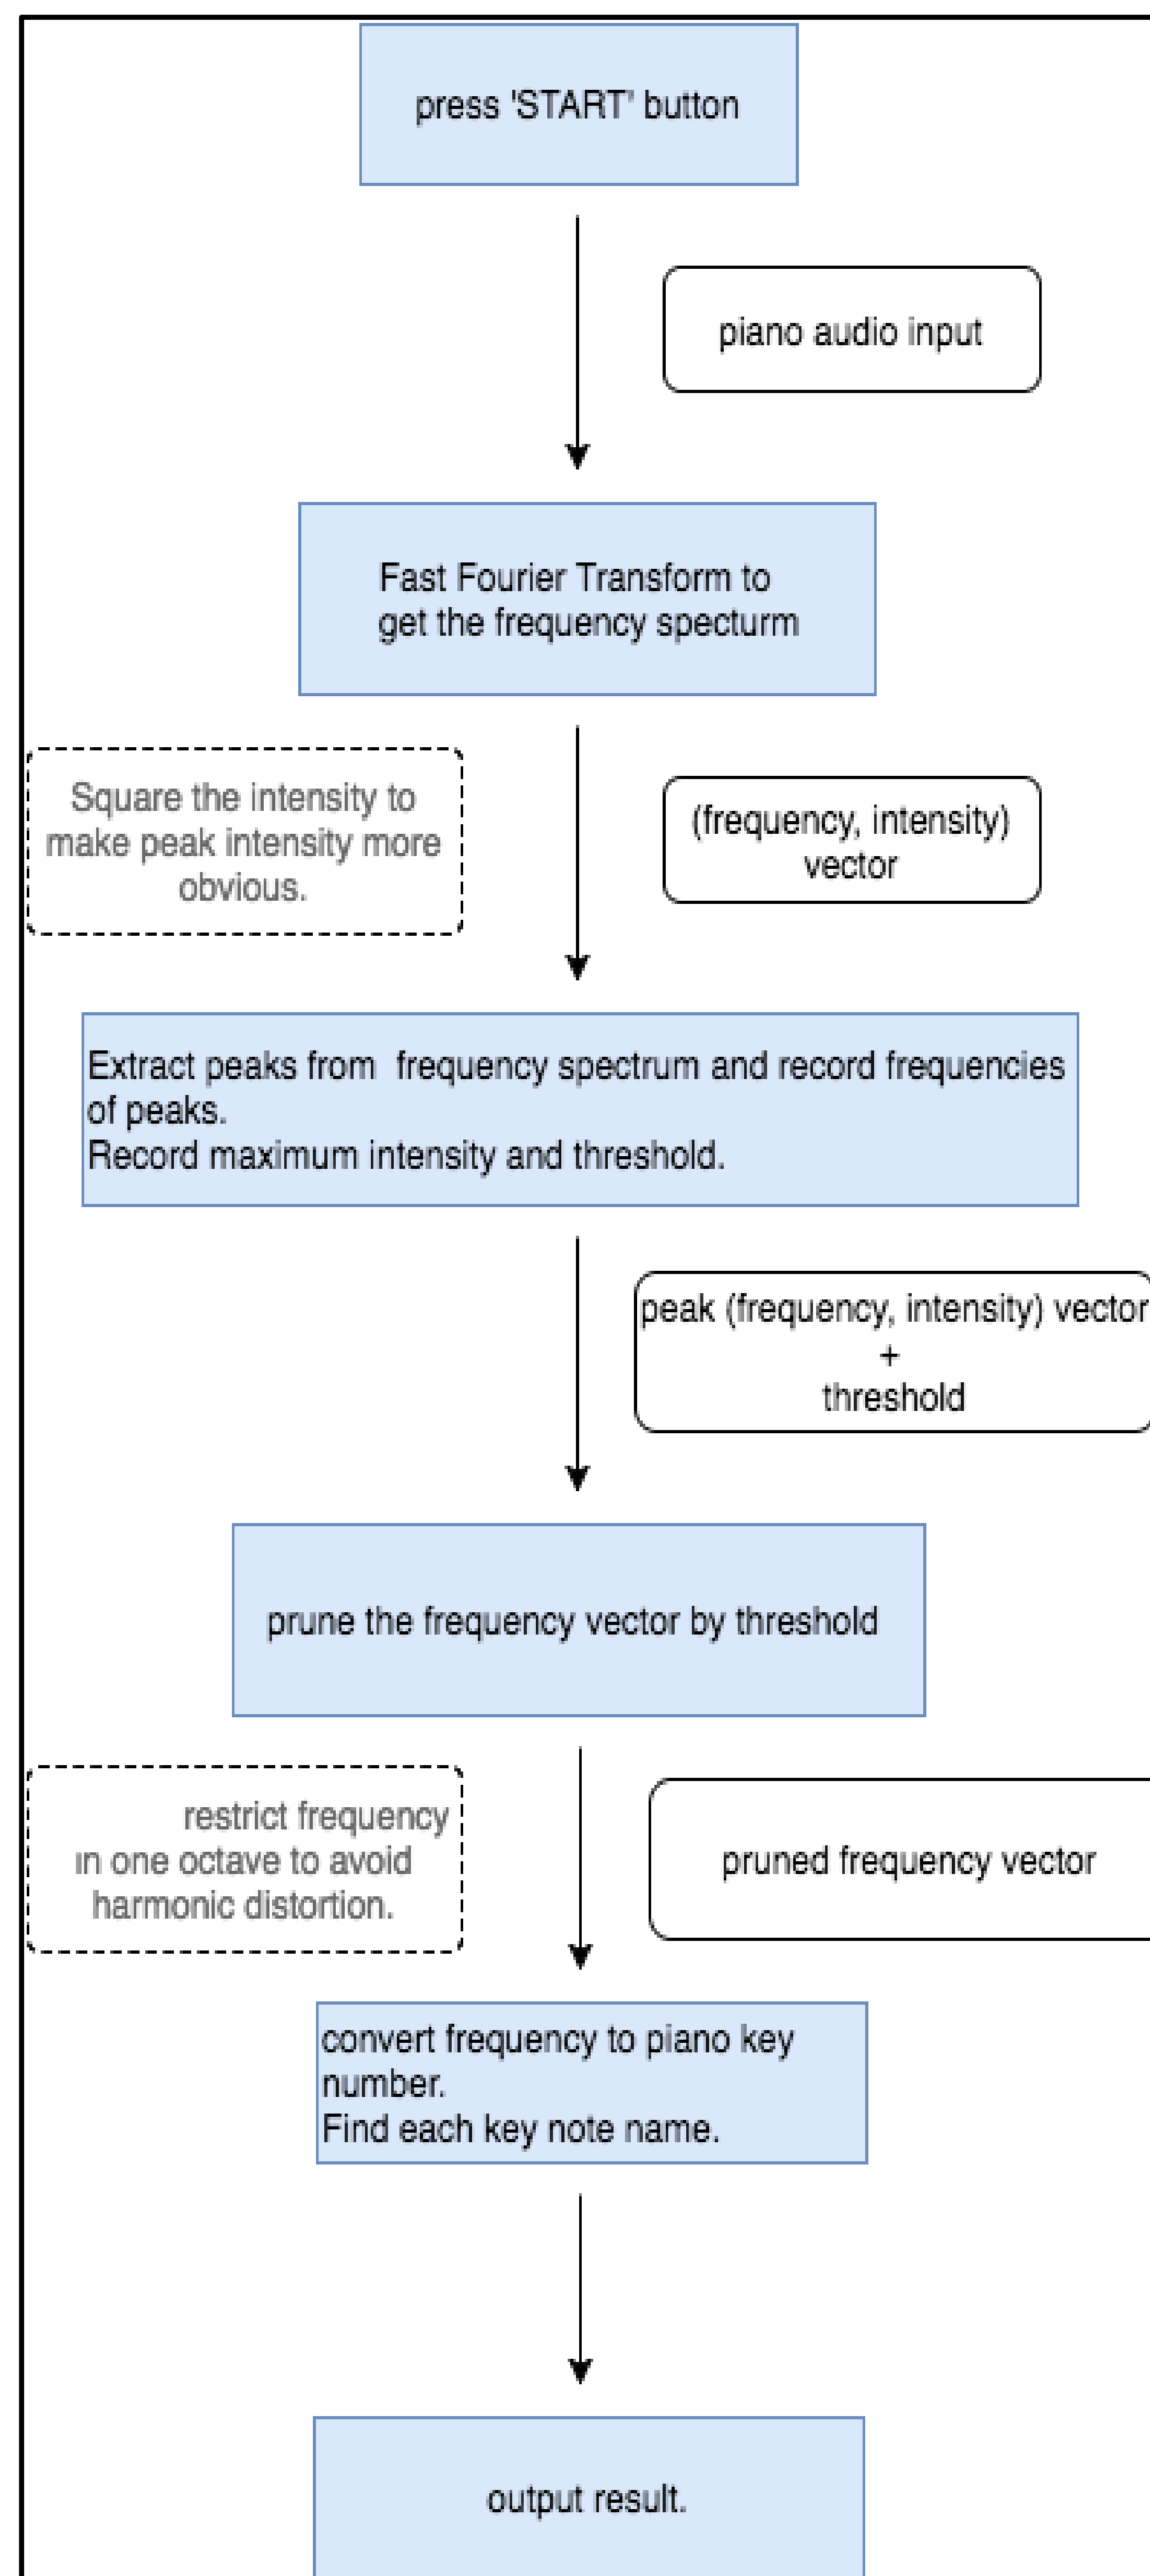 press 'START' button
piano audio input
Fast Fourier Transform to
get the frequency specturm
Square the intensity to
make peak intensity more
obvious.
(frequency, intensity)
vector
Extract peaks from  frequency spectrum and record frequencies
of peaks.
Record maximum intensity and threshold.
peak (frequency, intensity) vector
+
threshold
prune the frequency vector by threshold
restrict frequency
in one octave to avoid
harmonic distortion.
pruned frequency vector
convert frequency to piano key
number.
Find each key note name.
output result.